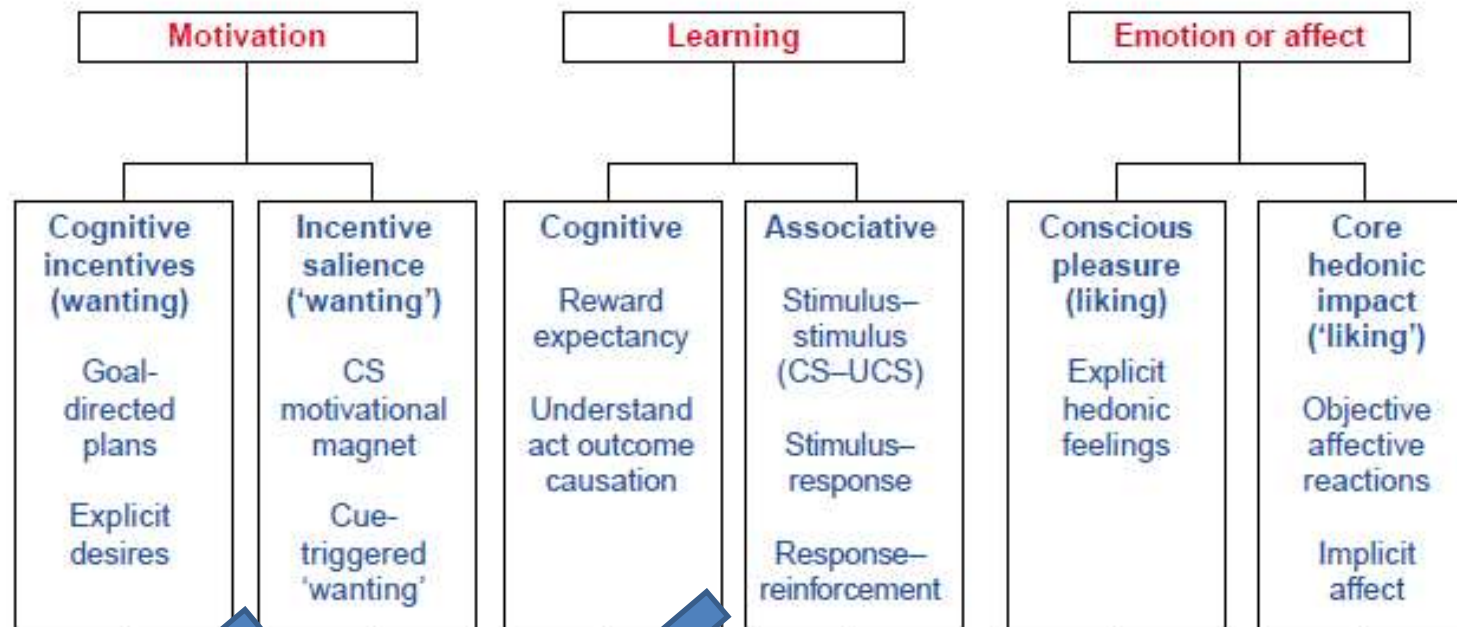 Motivation
Learning
Emotion or affect
Cognitive
incentives
(wanting)
Goal-
directed
plans
Explicit
desires
Incentive
salience
(‘wanting’)
CS
motivational
magnet
Cue-
triggered
‘wanting’
Cognitive
Reward
expectancy
Understand
act outcome
causation
Associative
Stimulus–
stimulus
(CS–UCS)
Stimulus–
response
Response–
reinforcement
Conscious
pleasure
(liking)
Explicit
hedonic
feelings
Core
hedonic
impact
(‘liking’)
Objective
affective
reactions
Implicit
affect